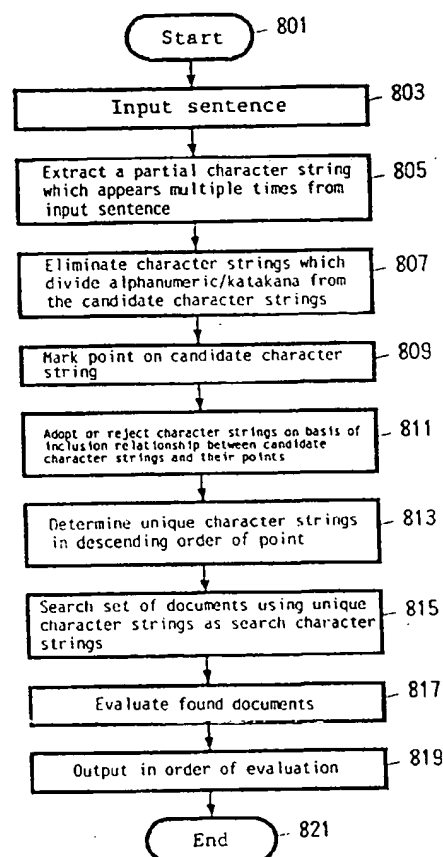 Start
801
Input sentence
803
Extract a partial character string
which appears multiple times from
input sentence
805
Eliminate character strings which
divide alphanumeric/katakana from
the candidate character strings
807
Mark point on candidate character
string
809
Adopt or reject character strings on basis of
inclusion relationship between candidate
character strings and their points
811
Determine unique character strings
in descending order of point
813
Search set of documents using unique
character strings as search character
strings
815
Evaluate found documents
817
Output in order of evaluation
819
End
821